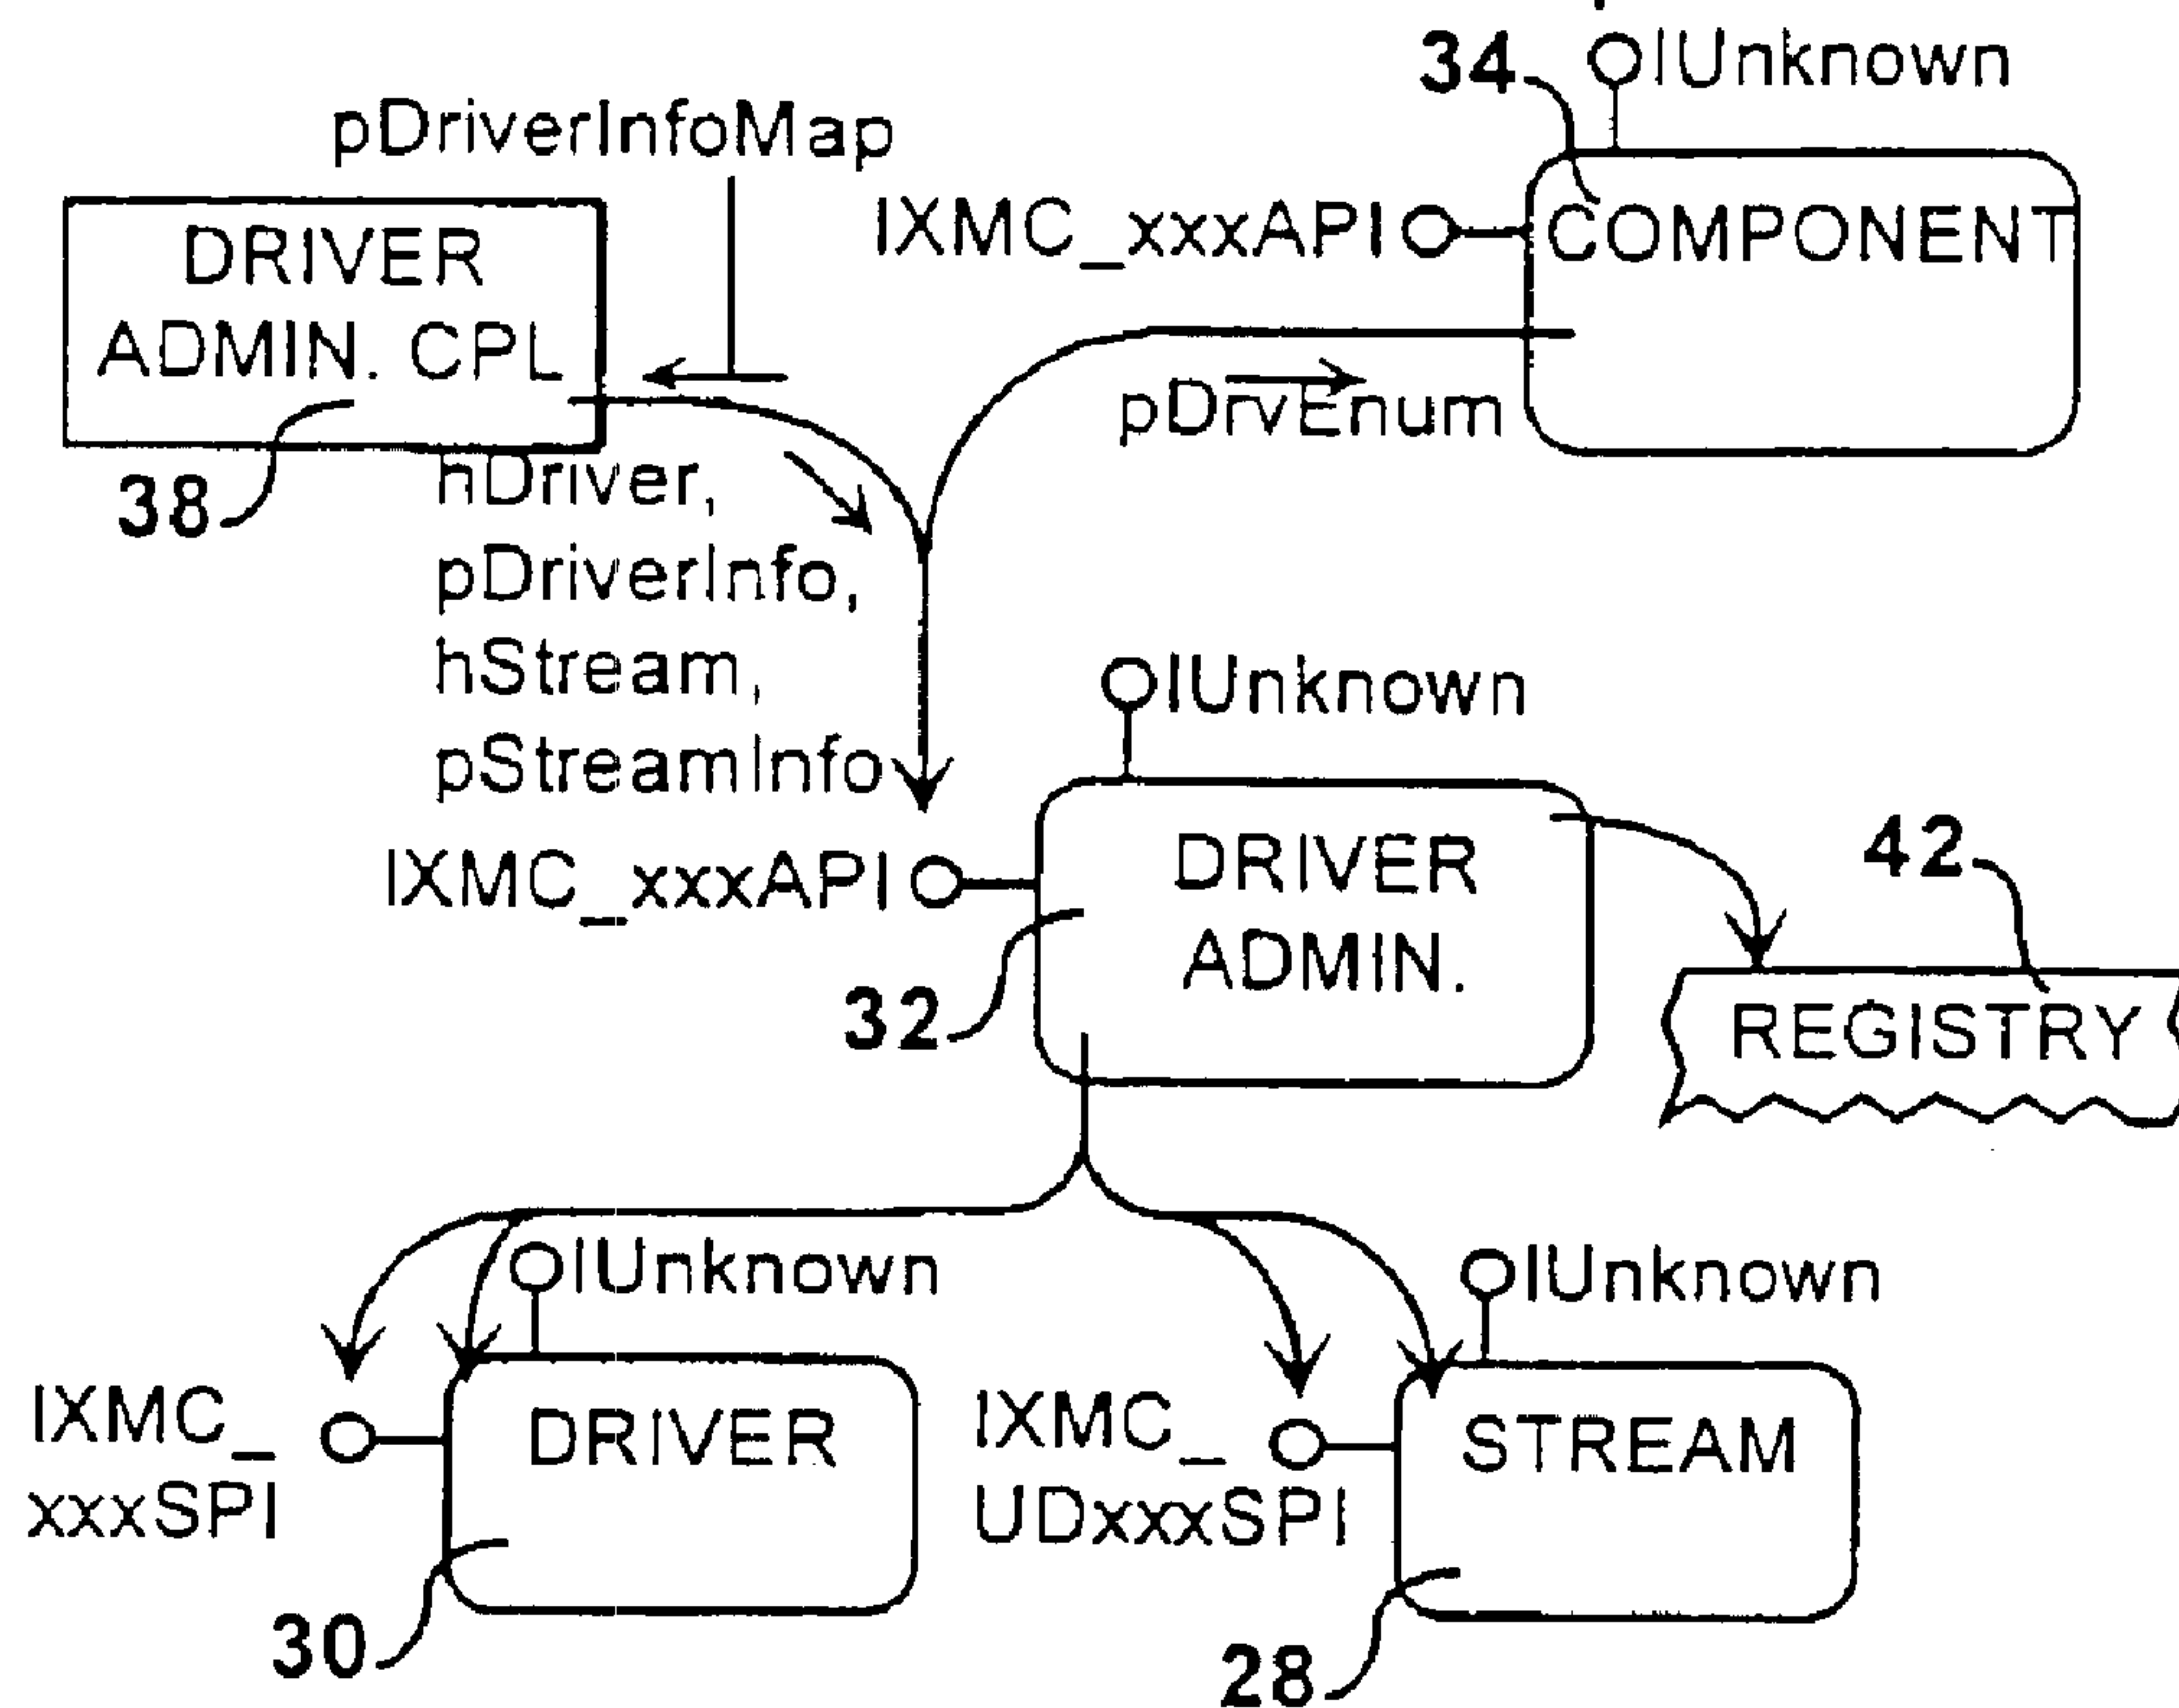 34
IUnknown
pDriverInfoMap
IXMC_xxxAPI
COMPONENT
DRIVER
ADMIN. CPL
pDrvEnum
38
hDriver,
pDriverInfo,
hStream,
pStreamInfo
IUnknown
IXMC_xxxAPI
DRIVER
ADMIN.
42
32
REGISTRY
IUnknown
IUnknown
IXMC_
xxxSPI
DRIVER
IXMC_
UDxxxSPI
STREAM
30
28